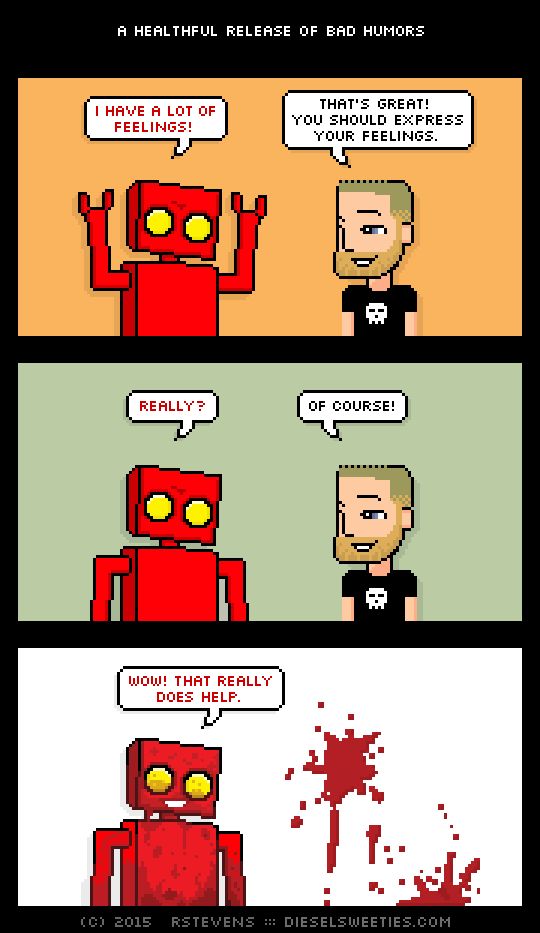 A HEALTHFUL RELEASE OF BAD HUMORS
I HAVE A LOT OF
FEELINGS!
THAT'S GREAT!
YOU SHOULD EXPRESS
YOUR FEELINGS.
REALLY?
OF COURSE!
WOW! THAT REALLY
DOES HELP.
(C) 2015 RSTEVENS ::: DIESELSWEETIES.COM